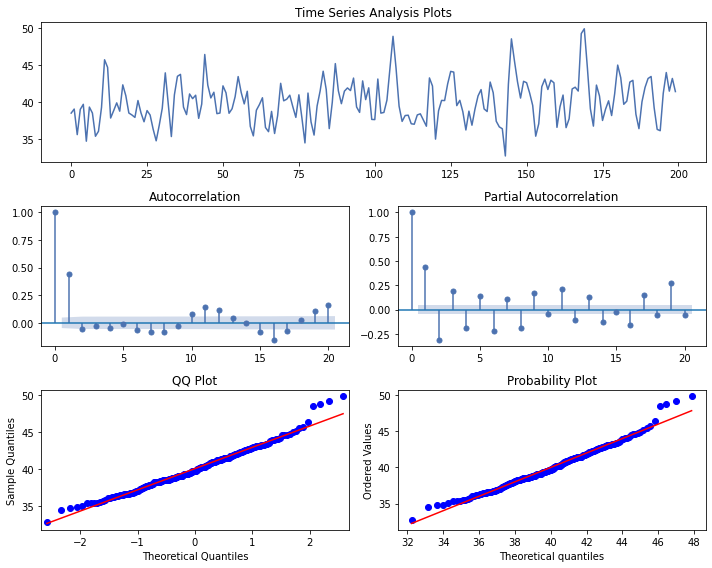 Time Series Analysis Plots
50
45
40
35
0 25 50 75 100 125 150 175 200
Autocorrelation
1.00
0.75
0.50
0.25
0.00
0 5 10 15 20
Partial Autocorrelation
1.00
0.75
0.50
0.25
0.00
−0.25
0 5 10 15 20
QQ Plot
Sample Quantiles
50
45
40
35
−2 −1 0 1 2
Theoretical Quantiles
Probability Plot
Ordered Values
50
45
40
35
32 34 36 38 40 42 44 46 48
Theoretical quantiles